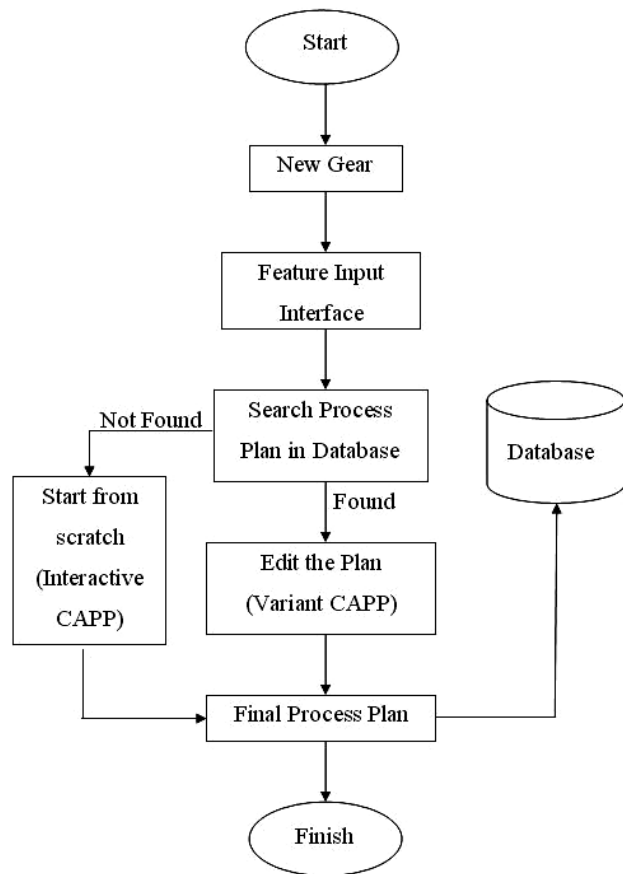 Start
New Gear
Feature Input
Interface
Search Process
Plan in Database
Not Found
Found
Database
Start from
scratch
(Interactive
CAPP)
Edit the Plan
(Variant CAPP)
Final Process Plan
Finish